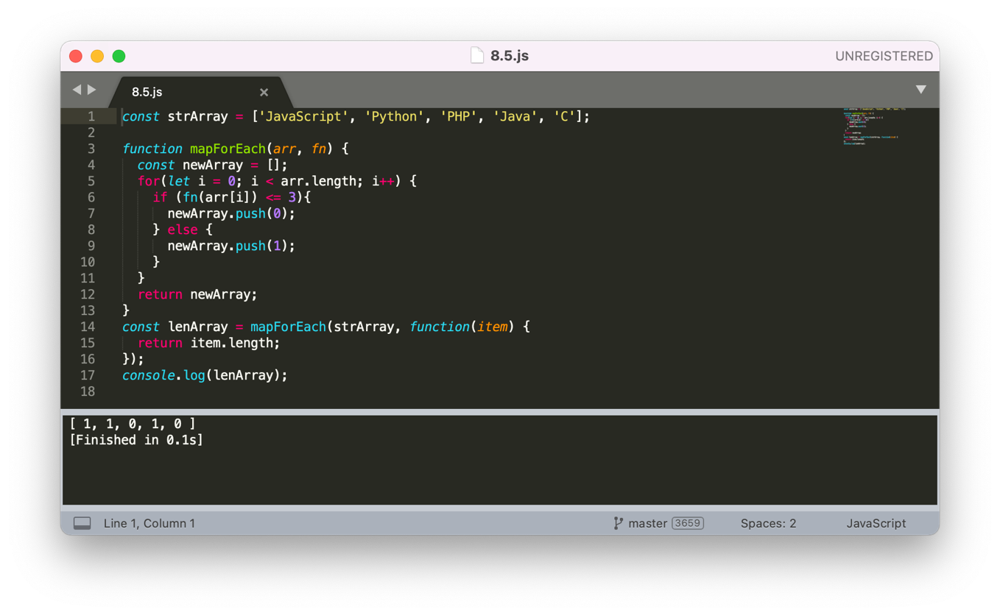 8.5.js
UNREGISTERED
8.5.js
1 const strArray = ['JavaScript', 'Python', 'PHP', 'Java', 'C'];
2
3 function mapForEach(arr, fn) {
4   const newArray = [];
5   for(let i = 0; i < arr.length; i++) {
6     if (fn(arr[i]) <= 3){
7       newArray.push(0);
8     } else {
9       newArray.push(1);
10     }
11   }
12   return newArray;
13 }
14 const lenArray = mapForEach(strArray, function(item) {
15   return item.length;
16 });
17 console.log(lenArray);
18
[ 1, 1, 0, 1, 0 ]
[Finished in 0.1s]
Line 1, Column 1 master 3659 Spaces: 2 JavaScript